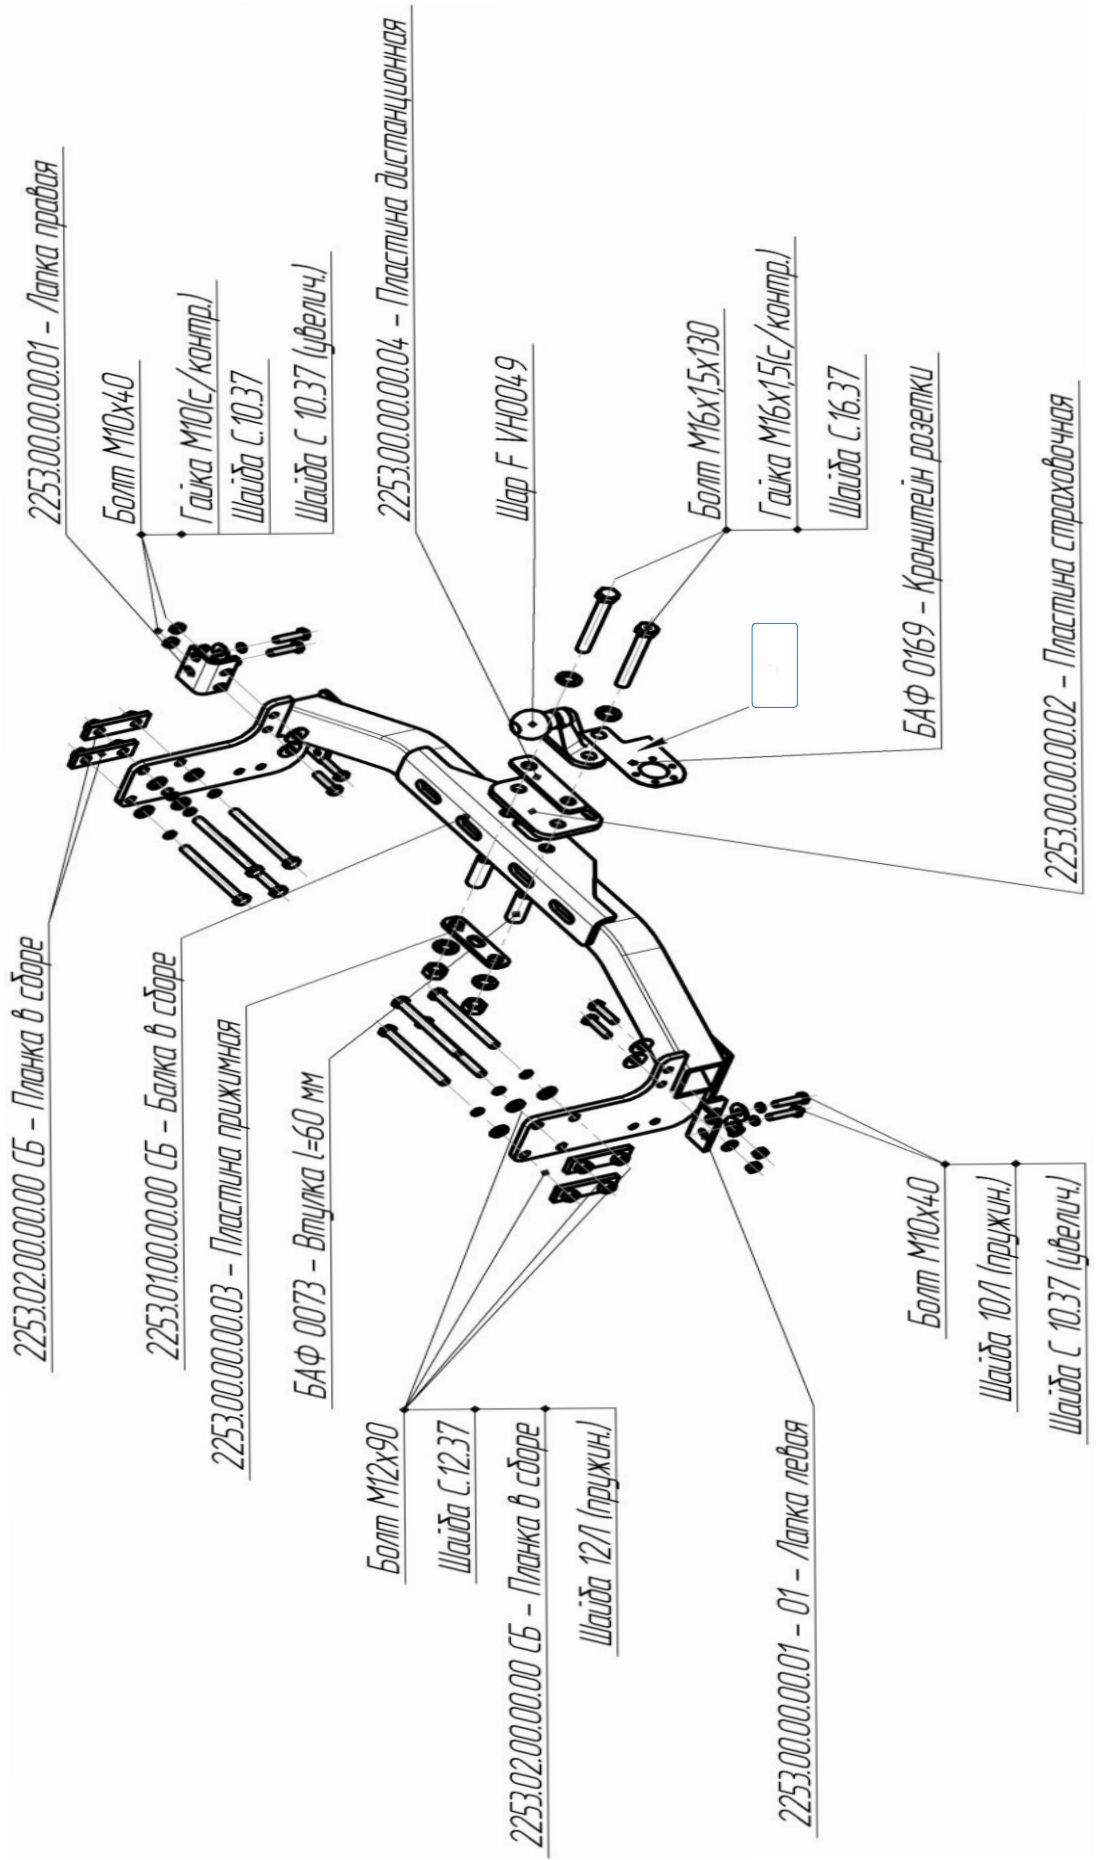 2253.02.00.00.00 СБ - Планка в сборе
2253.01.00.00.00 СБ - Балка в сборе
2253.00.00.00.03 - Пластина прижимная
БАФ 0073 - Втулка l=60 мм
Болт М12х90
Шайба С.12.37
2253.02.00.00.00 СБ - Планка в сборе
Шайба 12Л (пружин.)
2253.00.00.00.01 - 01 - Лапка левая
2253.00.00.00.01 - Лапка правая
Болт М10х40
Гайка М10(с/контр.)
Шайба С.10.37
Шайба С 10.37 (увелич.)
2253.00.00.00.04 - Пластина дистанционная
Шар F VH0049
Болт М16х1,5х130
Гайка М16х1,5(с/контр.)
Шайба С.16.37
БАФ 0169 - Кронштейн розетки
2253.00.00.00.02 - Пластина страховочная
Болт М10х40
Шайба 10Л (пружин.)
Шайба С 10.37 (увелич.)